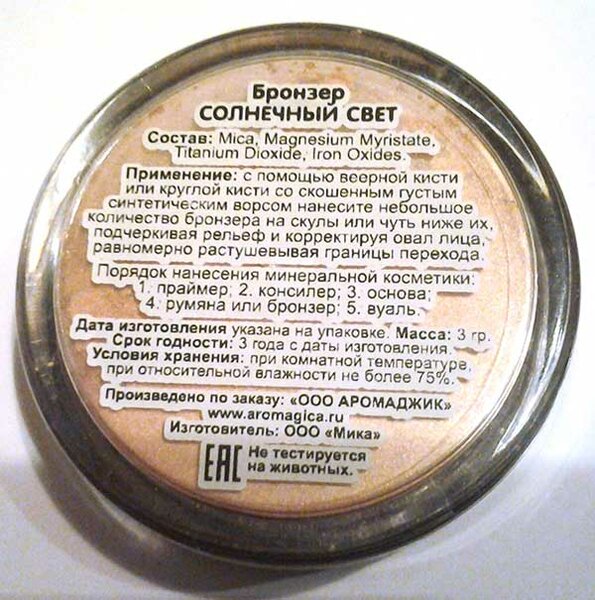 Бронзер
СОЛНЕЧНЫЙ СВЕТ
Состав: Mica, Magnesium Myristate,
Titanium Dioxide, Iron Oxides.
Применение: с помощью веерной кисти
или круглой кисти со скошенным густым
синтетическим ворсом нанесите небольшое
количество бронзера на скулы или чуть ниже их,
подчеркивая рельеф и корректируя овал лица,
равномерно растушевывая границы перехода.
Порядок нанесения минеральной косметики:
1. праймер; 2. консилер; 3. основа;
4. румяна или бронзер; 5. вуаль.
Дата изготовления указана на упаковке. Масса: 3 гр.
Срок годности: 3 года с даты изготовления.
Условия хранения: при комнатной температуре,
при относительной влажности не более 75%.
Произведено по заказу: «ООО АРОМАДЖИК»
www.aromagica.ru
Изготовитель: ООО «Мика»
EAC Не тестируется
на животных.